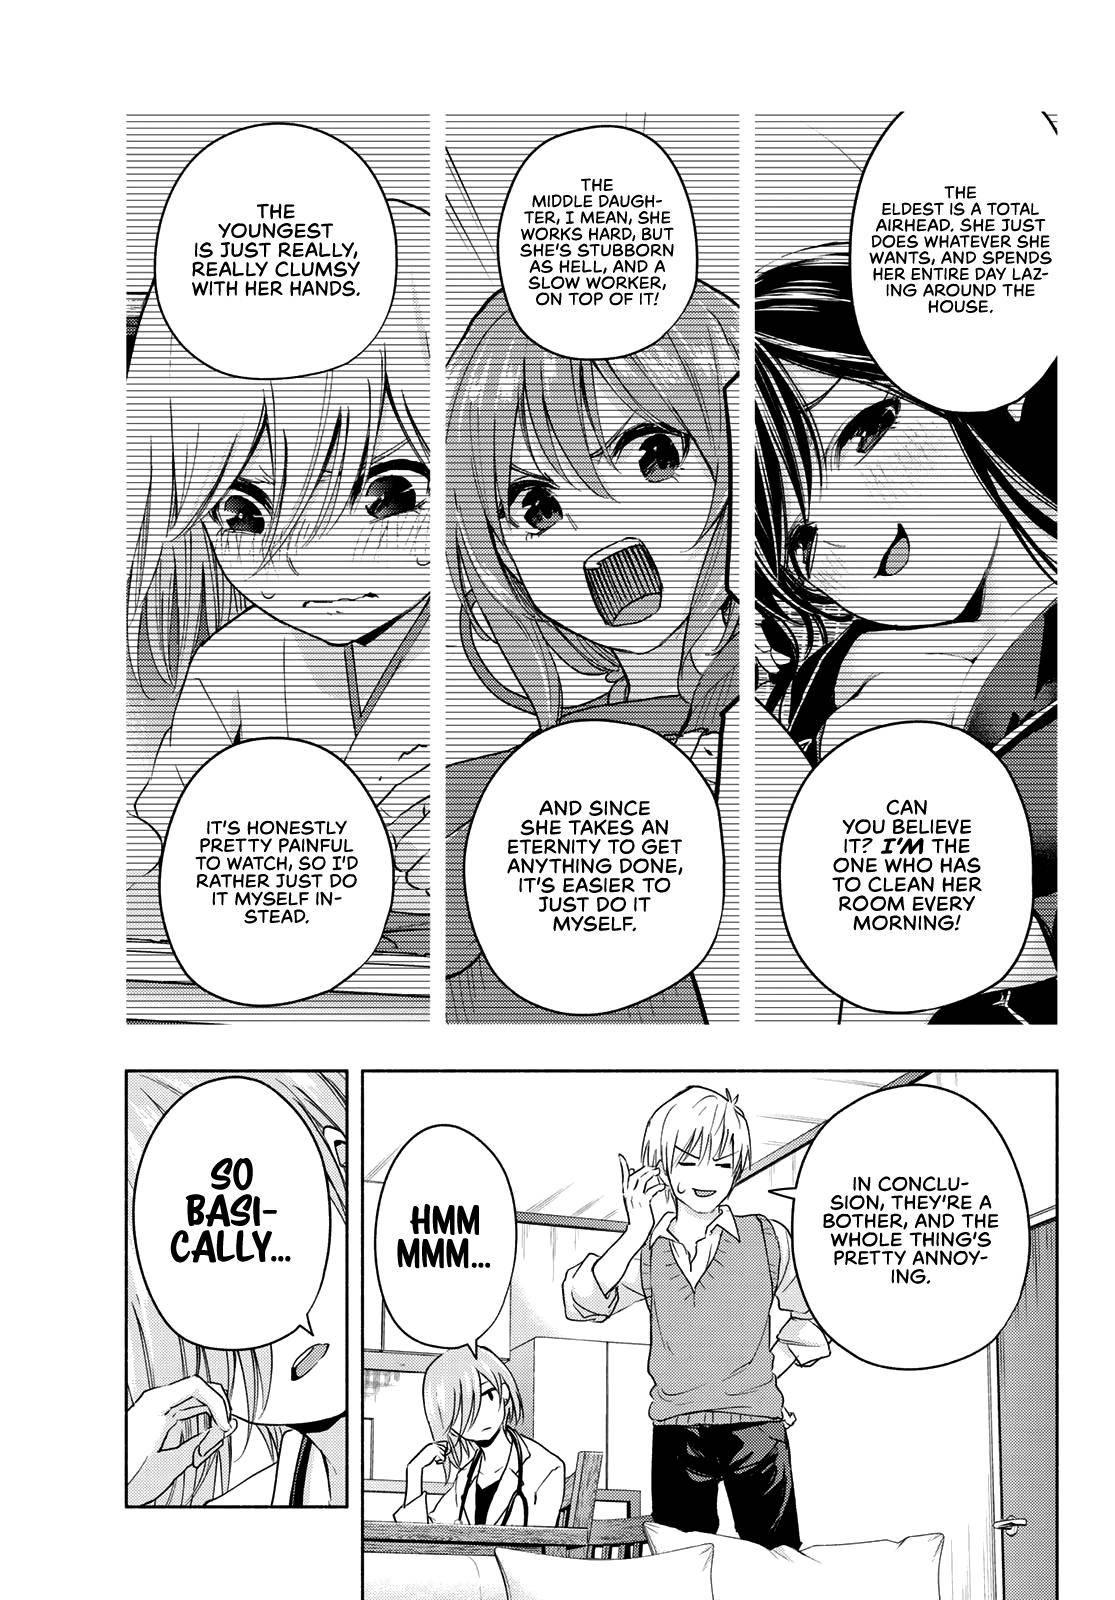 THE
ELDEST IS A TOTAL
AIRHEAD. SHE JUST
DOES WHATEVER SHE
WANTS, AND SPENDS
HER ENTIRE DAY LAZ-
ING AROUND THE
HOUSE.
CAN
YOU BELIEVE
IT? I'M THE
ONE WHO HAS
TO CLEAN HER
ROOM EVERY
MORNING!
THE
MIDDLE DAUGH-
TER, I MEAN, SHE
WORKS HARD, BUT
SHE'S STUBBORN
AS HELL, AND A
SLOW WORKER,
ON TOP OF IT!
AND SINCE
SHE TAKES AN
ETERNITY TO GET
ANYTHING DONE,
IT'S EASIER TO
JUST DO IT
MYSELF.
THE
YOUNGEST
IS JUST REALLY,
REALLY CLUMSY
WITH HER HANDS.
IT'S HONESTLY
PRETTY PAINFUL
TO WATCH, SO I'D
RATHER JUST DO
IT MYSELF IN-
STEAD.
IN CONCLU-
SION, THEY'RE A
BOTHER, AND THE
WHOLE THING'S
PRETTY ANNOY-
ING.
HMM
MMM...
SO
BASI-
CALLY...